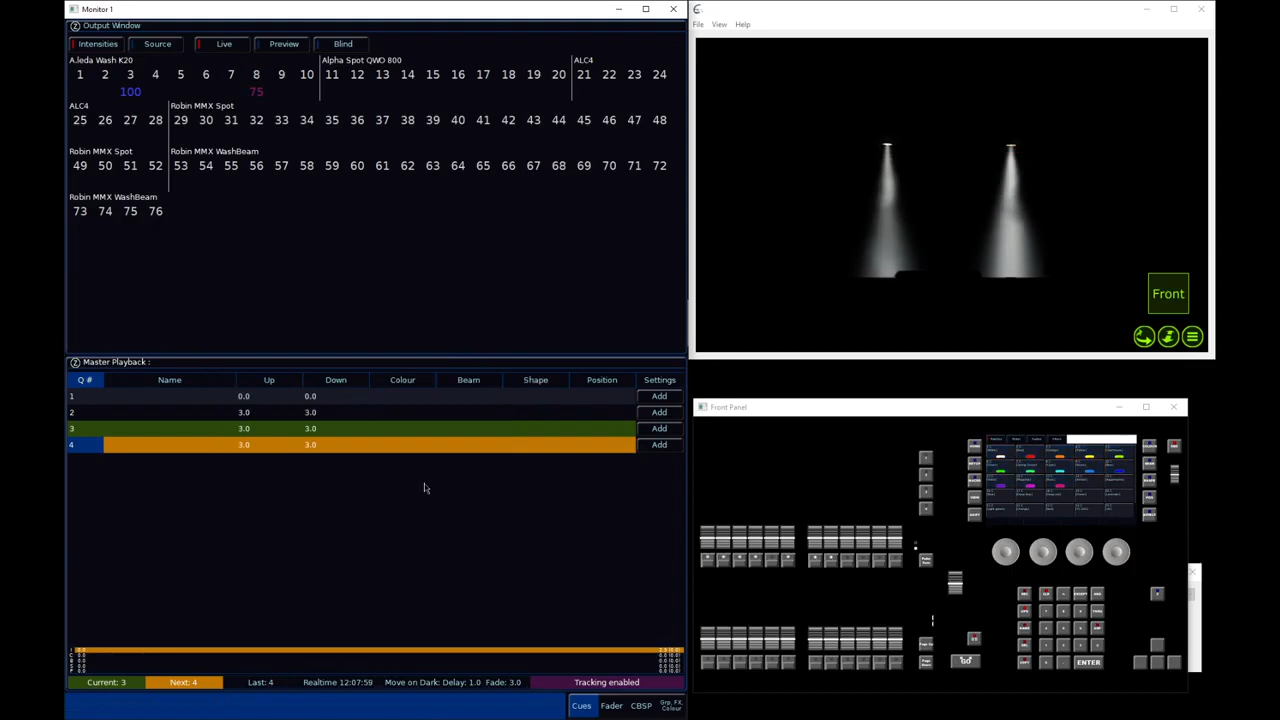 Monitor 1
Output Window
Intensities Source Live Preview Blind
A.leda Wash K20 Alpha Spot QWO 800 ALC4
1 2 3 4 5 6 7 8 9 10 11 12 13 14 15 16 17 18 19 20 21 22 23 24
100 75
ALC4 Robin MMX Spot
25 26 27 28 29 30 31 32 33 34 35 36 37 38 39 40 41 42 43 44 45 46 47 48
Robin MMX Spot Robin MMX WashBeam
49 50 51 52 53 54 55 56 57 58 59 60 61 62 63 64 65 66 67 68 69 70 71 72
Robin MMX WashBeam
73 74 75 76
Master Playback :
Q # Name Up Down Colour Beam Shape Position Settings
1 0.0 0.0 Add
2 3.0 3.0 Add
3 3.0 3.0 Add
4 3.0 3.0 Add
Current: 3 Next: 4 Last: 4 Realtime 12:07:59 Move on Dark: Delay: 1.0 Fade: 3.0 Tracking enabled
Cues Fader CBSP Grp, FX, Colour
File View Help
Front
Front Panel
GO
ENTER